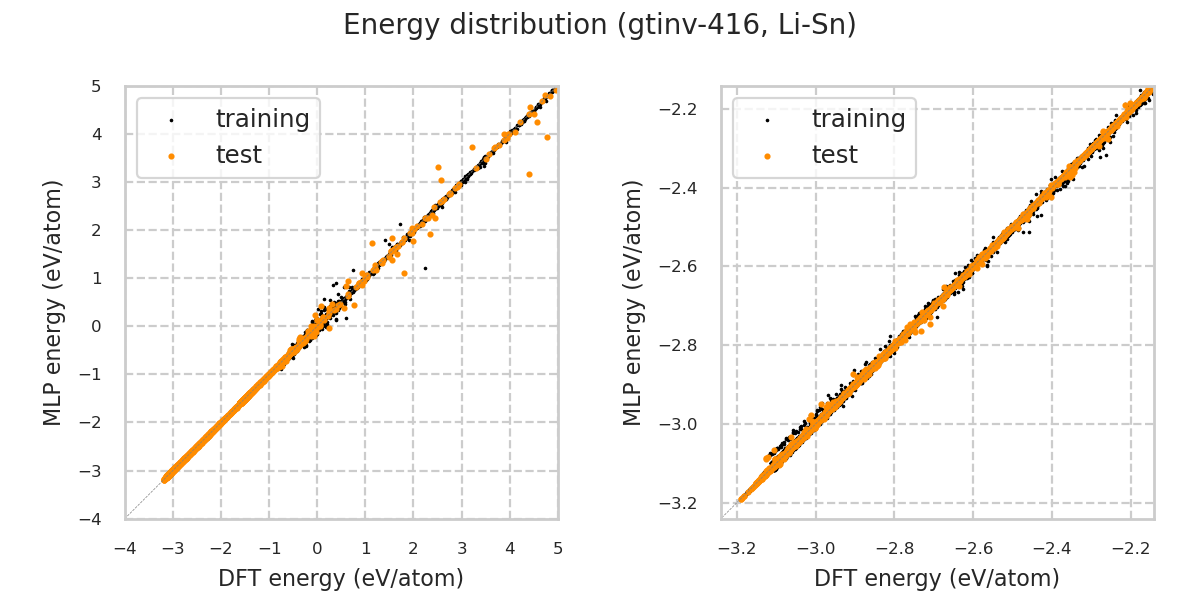 Energy distribution (gtinv-416, Li-Sn)
training
test
MLP energy (eV/atom)
5
4
3
2
1
0
−1
−2
−3
−4
−4 −3 −2 −1 0 1 2 3 4 5
DFT energy (eV/atom)
training
test
MLP energy (eV/atom)
−2.2
−2.4
−2.6
−2.8
−3.0
−3.2
−3.2 −3.0 −2.8 −2.6 −2.4 −2.2
DFT energy (eV/atom)